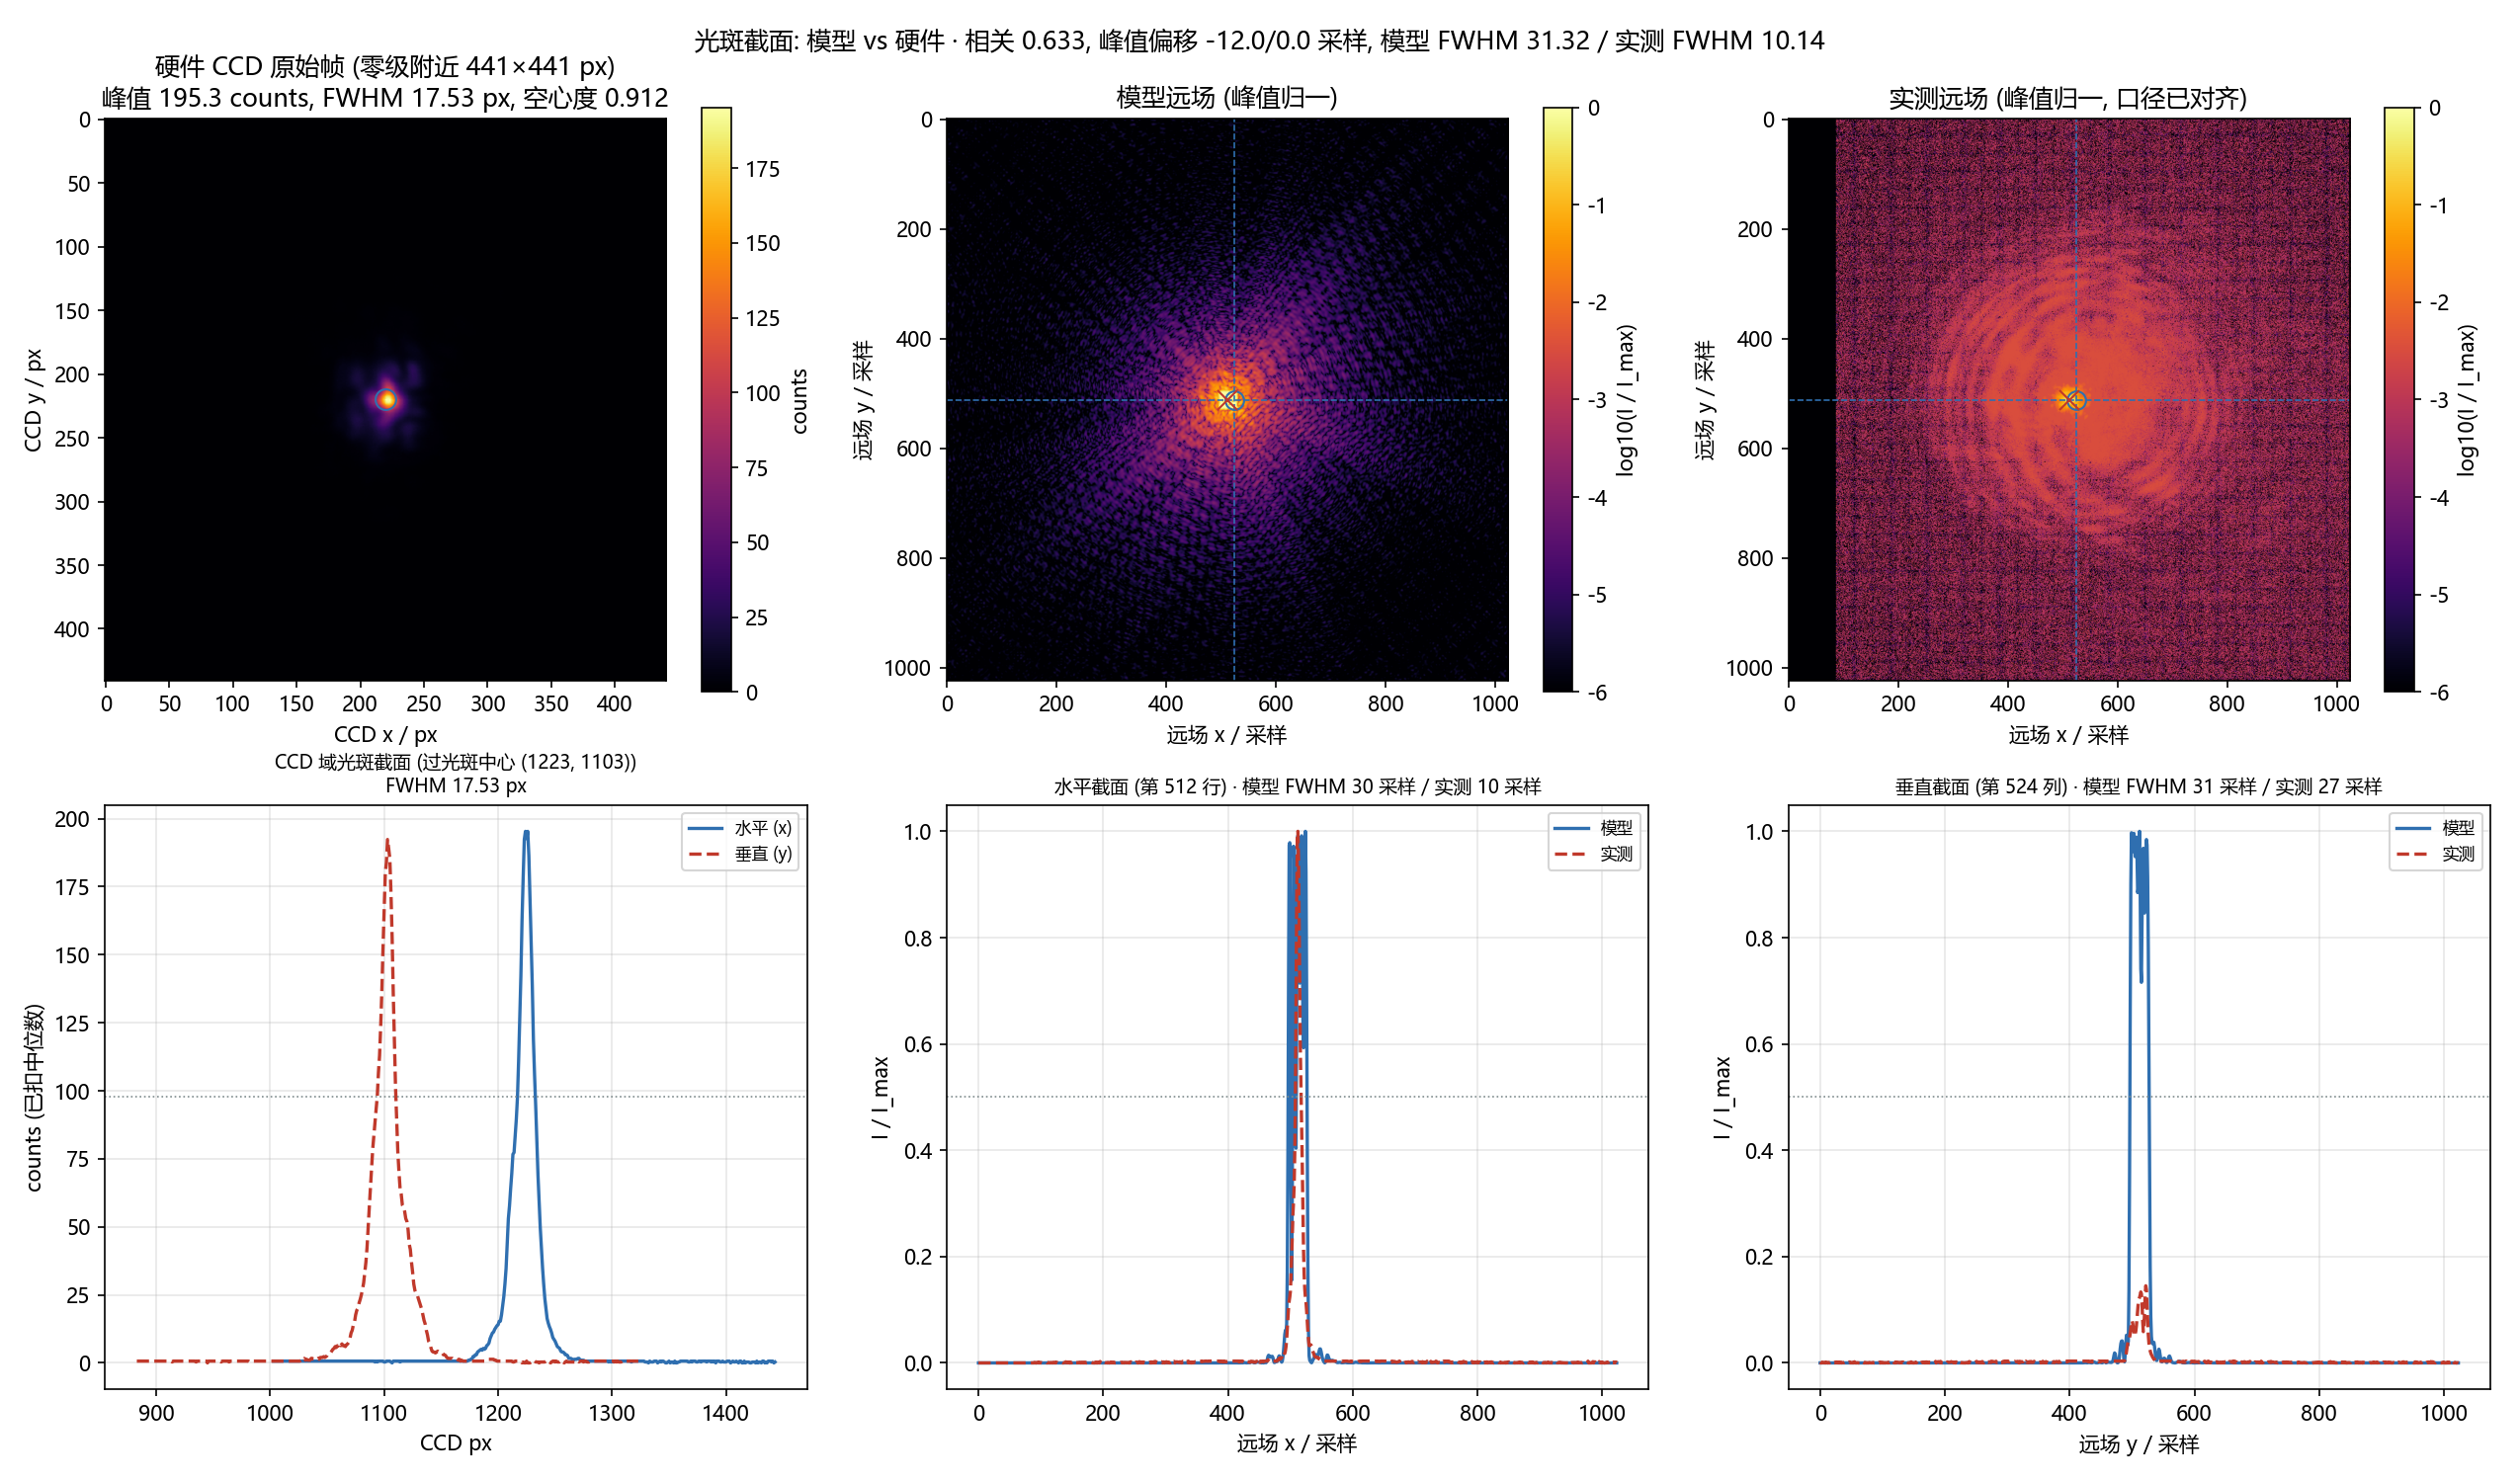 光斑截面: 模型 vs 硬件 · 相关 0.633, 峰值偏移 -12.0/0.0 采样, 模型 FWHM 31.32 / 实测 FWHM 10.14
硬件 CCD 原始帧 (零级附近 441×441 px)
峰值 195.3 counts, FWHM 17.53 px, 空心度 0.912
0
50
100
150
200
250
300
350
400
CCD y / px
0 50 100 150 200 250 300 350 400
CCD x / px
175
150
125
100
75
50
25
0
counts
模型远场 (峰值归一)
0
200
400
600
800
1000
远场 y / 采样
0 200 400 600 800 1000
远场 x / 采样
0
-1
-2
-3
-4
-5
-6
log10(I / I_max)
实测远场 (峰值归一, 口径已对齐)
0
200
400
600
800
1000
远场 y / 采样
0 200 400 600 800 1000
远场 x / 采样
0
-1
-2
-3
-4
-5
-6
log10(I / I_max)
CCD 域光斑截面 (过光斑中心 (1223, 1103))
FWHM 17.53 px
水平 (x)
垂直 (y)
200
175
150
125
100
75
50
25
0
counts (已扣中位数)
900 1000 1100 1200 1300 1400
CCD px
水平截面 (第 512 行) · 模型 FWHM 30 采样 / 实测 10 采样
模型
实测
1.0
0.8
0.6
0.4
0.2
0.0
I / I_max
0 200 400 600 800 1000
远场 x / 采样
垂直截面 (第 524 列) · 模型 FWHM 31 采样 / 实测 27 采样
模型
实测
1.0
0.8
0.6
0.4
0.2
0.0
I / I_max
0 200 400 600 800 1000
远场 y / 采样